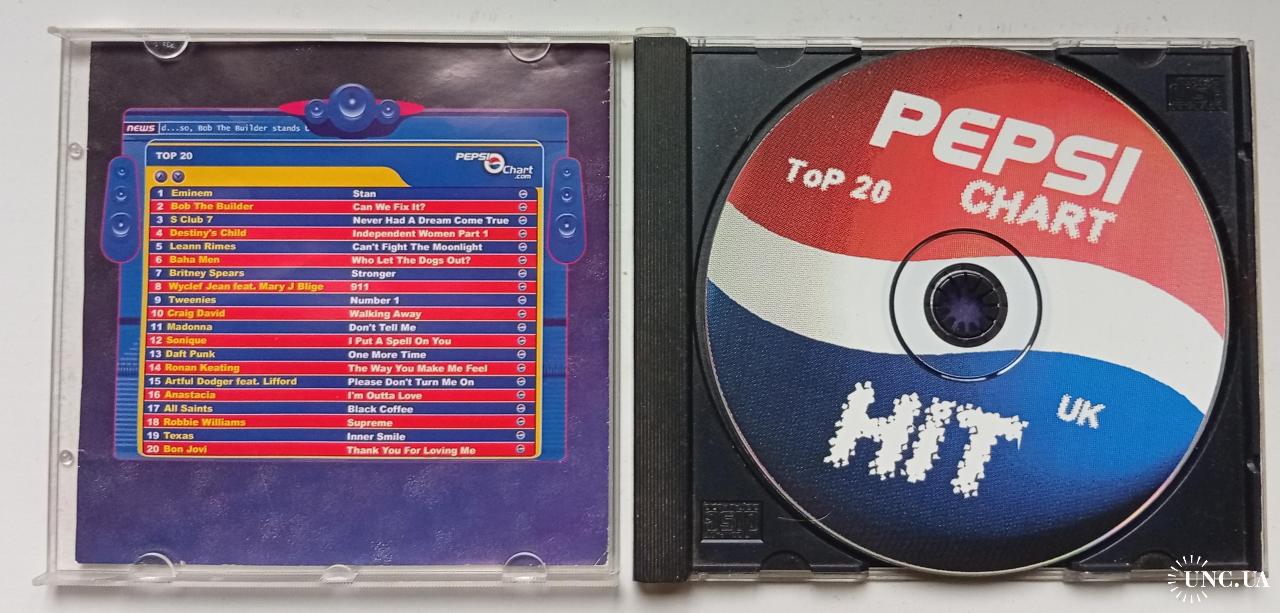 news d...so, Bob The Builder stands t
TOP 20
PEPSI Chart .com
1 Eminem Stan
2 Bob The Builder Can We Fix It?
3 S Club 7 Never Had A Dream Come True
4 Destiny's Child Independent Women Part 1
5 Leann Rimes Can't Fight The Moonlight
6 Baha Men Who Let The Dogs Out?
7 Britney Spears Stronger
8 Wyclef Jean feat. Mary J Blige 911
9 Tweenies Number 1
10 Craig David Walking Away
11 Madonna Don't Tell Me
12 Sonique I Put A Spell On You
13 Daft Punk One More Time
14 Ronan Keating The Way You Make Me Feel
15 Artful Dodger feat. Lifford Please Don't Turn Me On
16 Anastacia I'm Outta Love
17 All Saints Black Coffee
18 Robbie Williams Supreme
19 Texas Inner Smile
20 Bon Jovi Thank You For Loving Me
PEPSI
ToP 20 CHART
HiT UK
UNC.UA